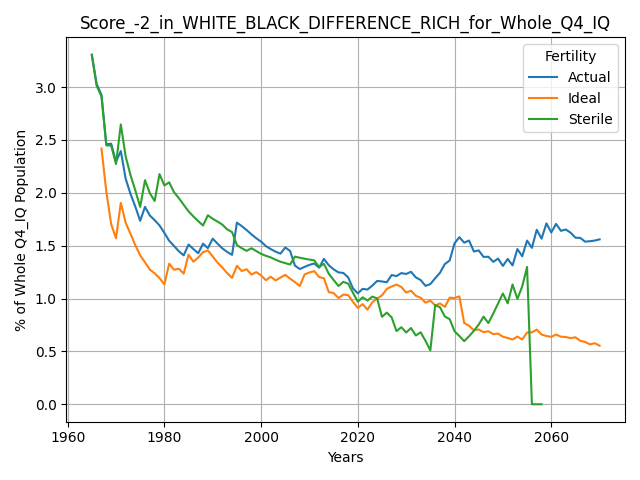 Score_-2_in_WHITE_BLACK_DIFFERENCE_RICH_for_Whole_Q4_IQ
Fertility
Actual
Ideal
Sterile
% of Whole Q4_IQ Population
3.0
2.5
2.0
1.5
1.0
0.5
0.0
1960
1980
2000
2020
2040
2060
Years